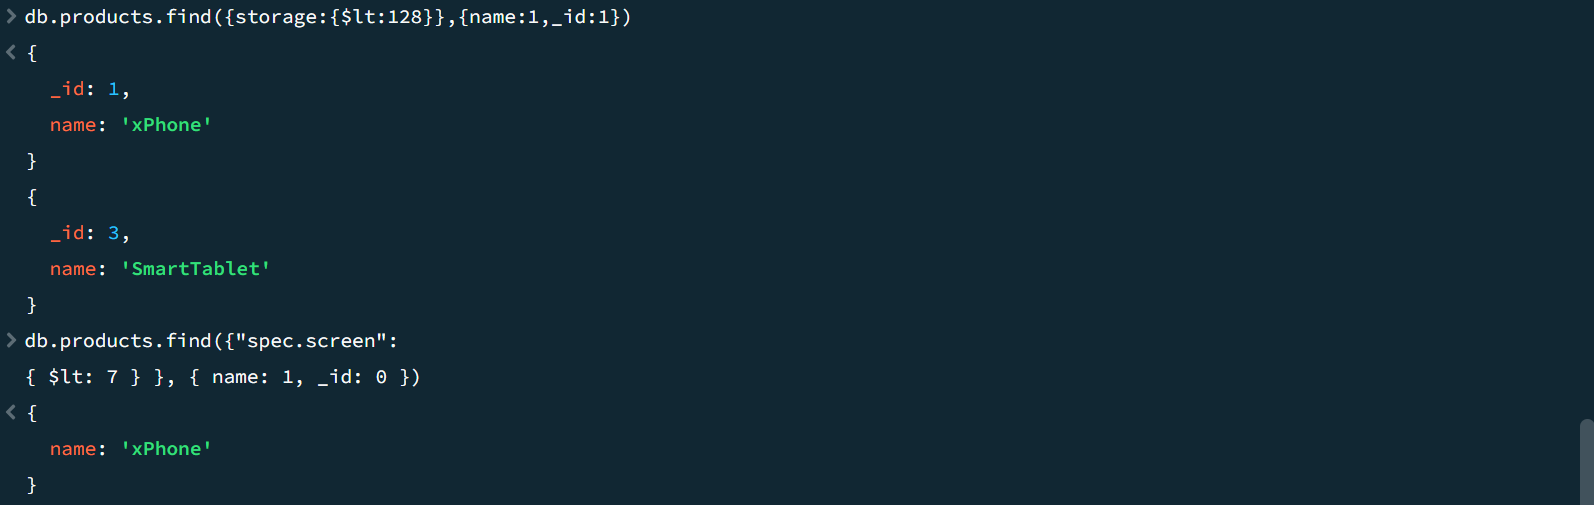 > db.products.find({storage:{$lt:128}},{name:1,_id:1})
< {
_id: 1,
name: 'xPhone'
}
{
_id: 3,
name: 'SmartTablet'
}
> db.products.find({"spec.screen":
{ $lt: 7 } }, { name: 1, _id: 0 })
< {
name: 'xPhone'
}